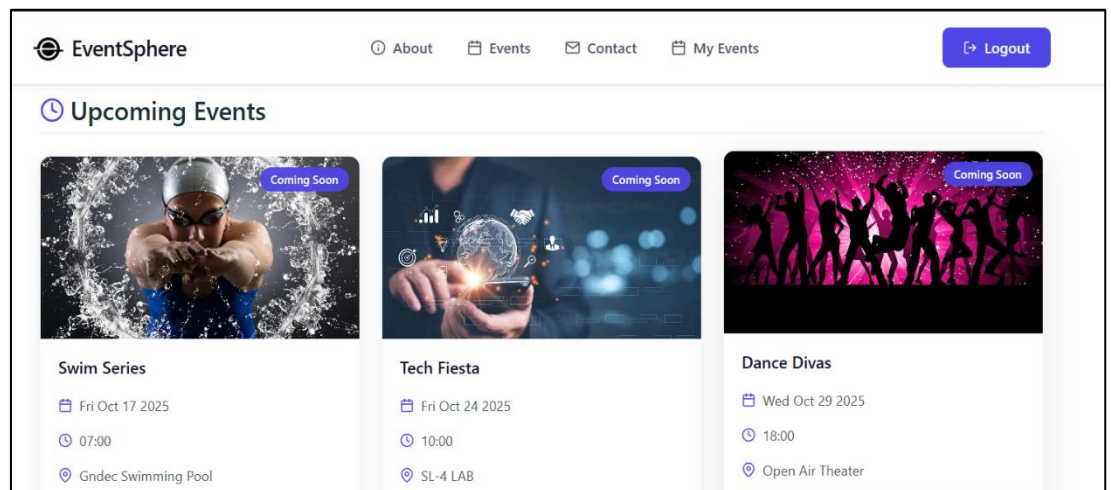 EventSphere
About
Events
Contact
My Events
Logout
Upcoming Events
Coming Soon
Swim Series
Fri Oct 17 2025
07:00
Gndec Swimming Pool
Coming Soon
Tech Fiesta
Fri Oct 24 2025
10:00
SL-4 LAB
Coming Soon
Dance Divas
Wed Oct 29 2025
18:00
Open Air Theater